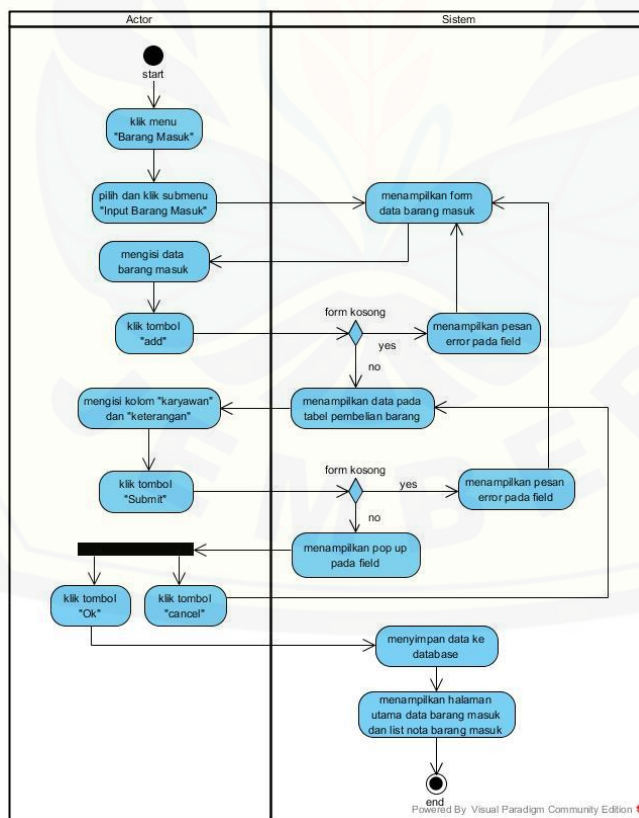 Actor
Sistem
start
klik menu
"Barang Masuk"
pilih dan klik submenu
"Input Barang Masuk"
menampilkan form
data barang masuk
mengisi data
barang masuk
klik tombol
"add"
form kosong
yes
no
menampilkan pesan
error pada field
menampilkan data pada
tabel pembelian barang
mengisi kolom "karyawan"
dan "keterangan"
klik tombol
"Submit"
form kosong
yes
no
menampilkan pesan
error pada field
menampilkan pop up
pada field
klik tombol
"Ok"
klik tombol
"cancel"
menyimpan data ke
database
menampilkan halaman
utama data barang masuk
dan list nota barang masuk
end
Powered By Visual Paradigm Community Edition